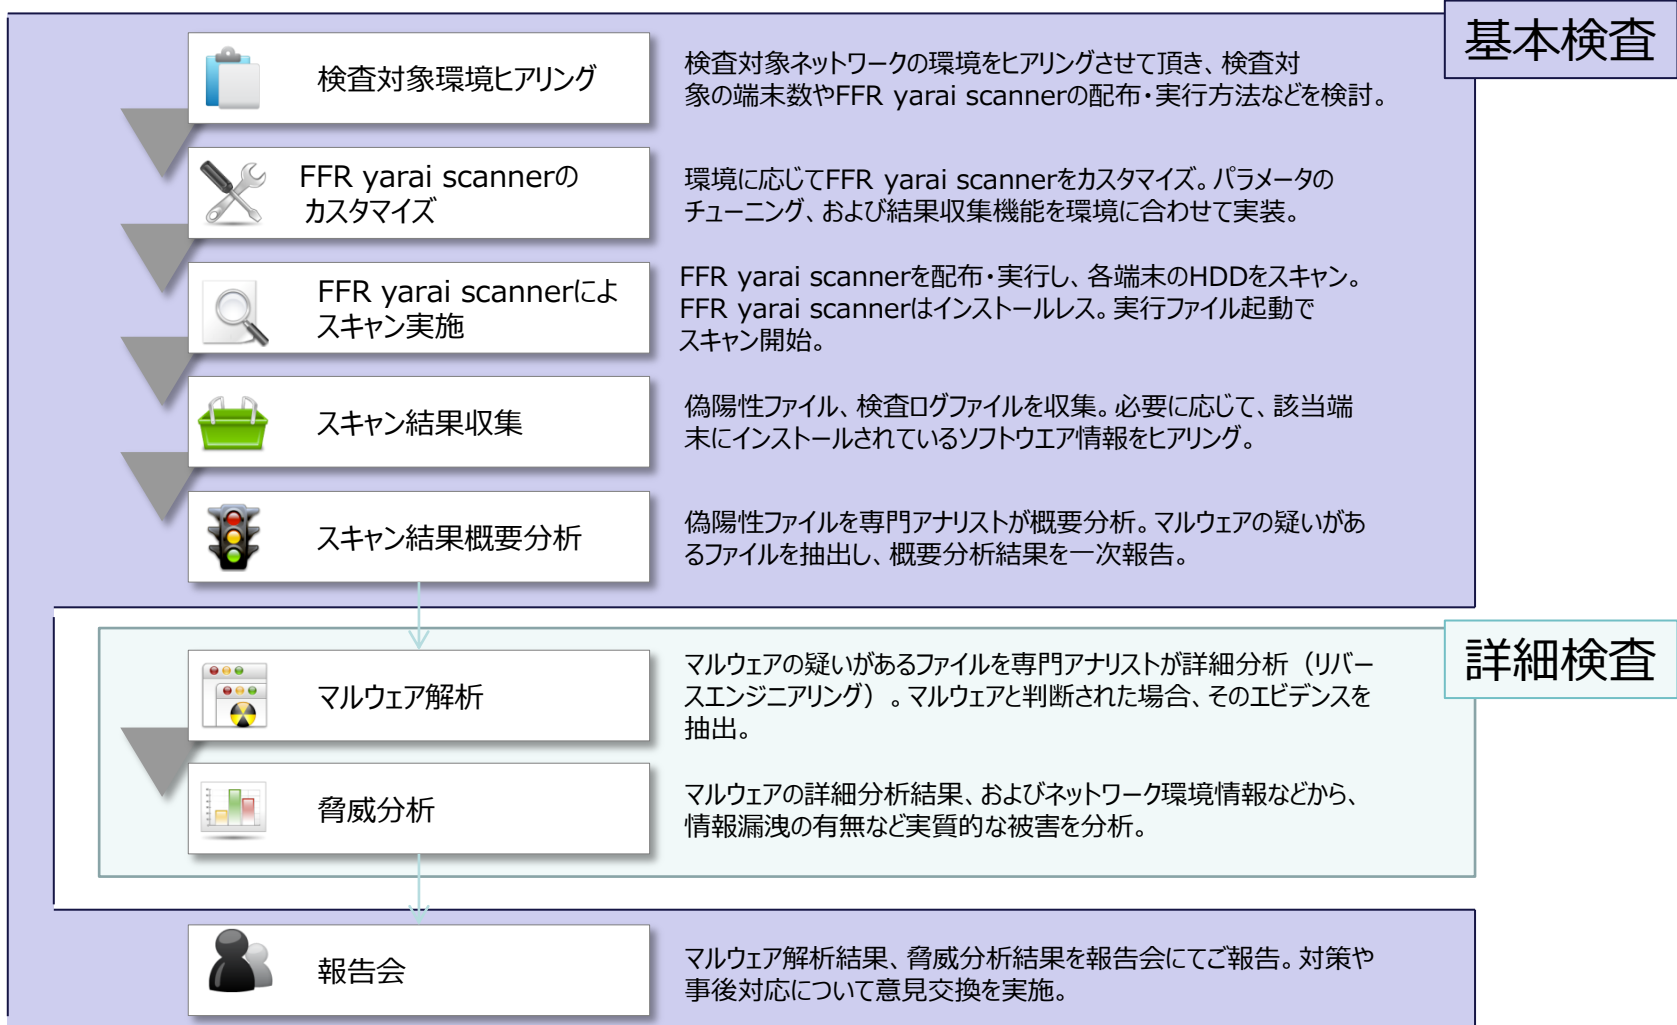 基本検査
検査対象環境ヒアリング
検査対象ネットワークの環境をヒアリングさせて頂き、検査対
象の端末数やFFR yarai scannerの配布・実行方法などを検討。
FFR yarai scannerの
カスタマイズ
環境に応じてFFR yarai scannerをカスタマイズ。パラメータの
チューニング、および結果収集機能を環境に合わせて実装。
FFR yarai scannerによ
スキャン実施
FFR yarai scannerを配布・実行し、各端末のHDDをスキャン。
FFR yarai scannerはインストールレス。実行ファイル起動で
スキャン開始。
スキャン結果収集
偽陽性ファイル、検査ログファイルを収集。必要に応じて、該当端
末にインストールされているソフトウエア情報をヒアリング。
スキャン結果概要分析
偽陽性ファイルを専門アナリストが概要分析。マルウェアの疑いがあ
るファイルを抽出し、概要分析結果を一次報告。
詳細検査
マルウェア解析
マルウェアの疑いがあるファイルを専門アナリストが詳細分析（リバー
スエンジニアリング）。マルウェアと判断された場合、そのエビデンスを
抽出。
脅威分析
マルウェアの詳細分析結果、およびネットワーク環境情報などから、
情報漏洩の有無など実質的な被害を分析。
報告会
マルウェア解析結果、脅威分析結果を報告会にてご報告。対策や
事後対応について意見交換を実施。